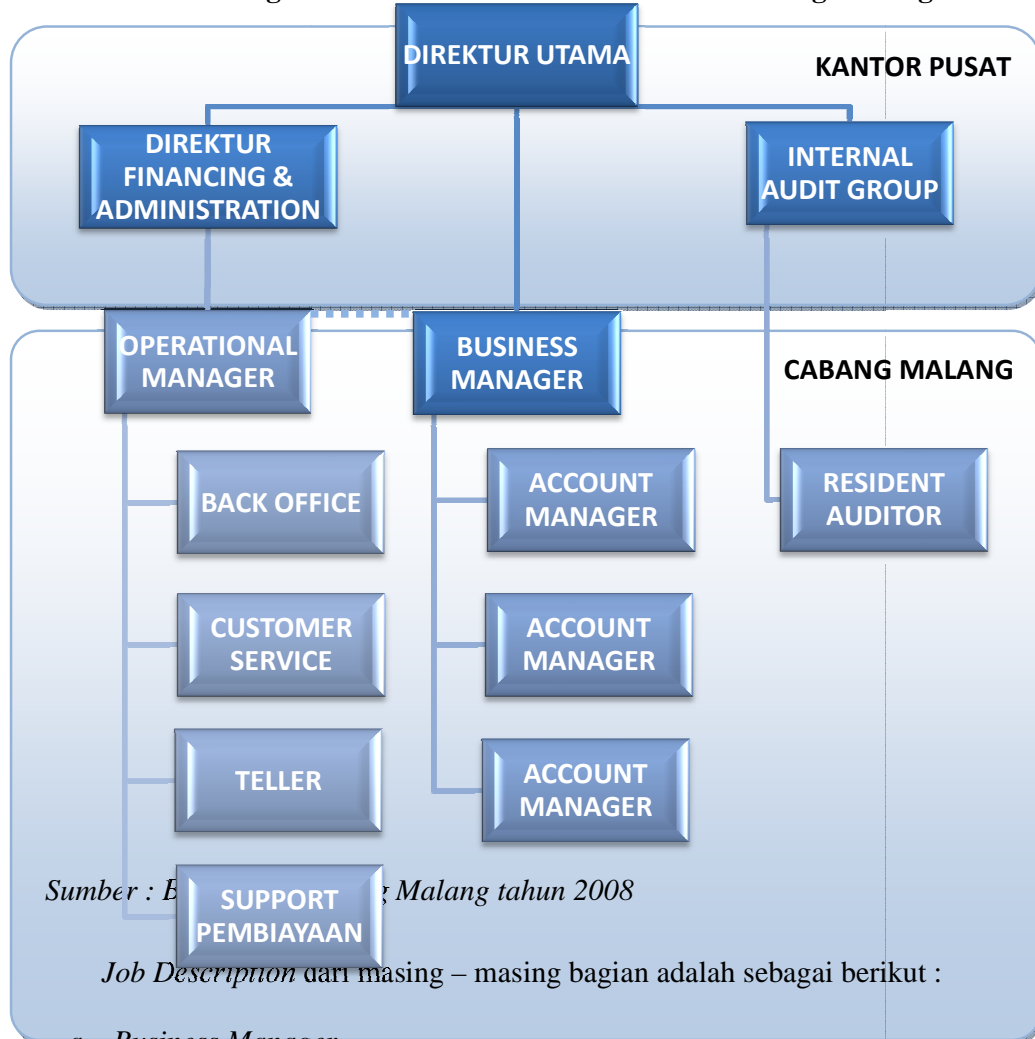 DIREKTUR UTAMA
KANTOR PUSAT
DIREKTUR
FINANCING &
ADMINISTRATION
INTERNAL
AUDIT GROUP
OPERATIONAL
MANAGER
BUSINESS
MANAGER
CABANG MALANG
BACK OFFICE
ACCOUNT
MANAGER
RESIDENT
AUDITOR
CUSTOMER
SERVICE
ACCOUNT
MANAGER
TELLER
ACCOUNT
MANAGER
SUPPORT
PEMBIAYAAN
Sumber : Malang tahun 2008
Job Description dari masing – masing bagian adalah sebagai berikut :
Business Manager